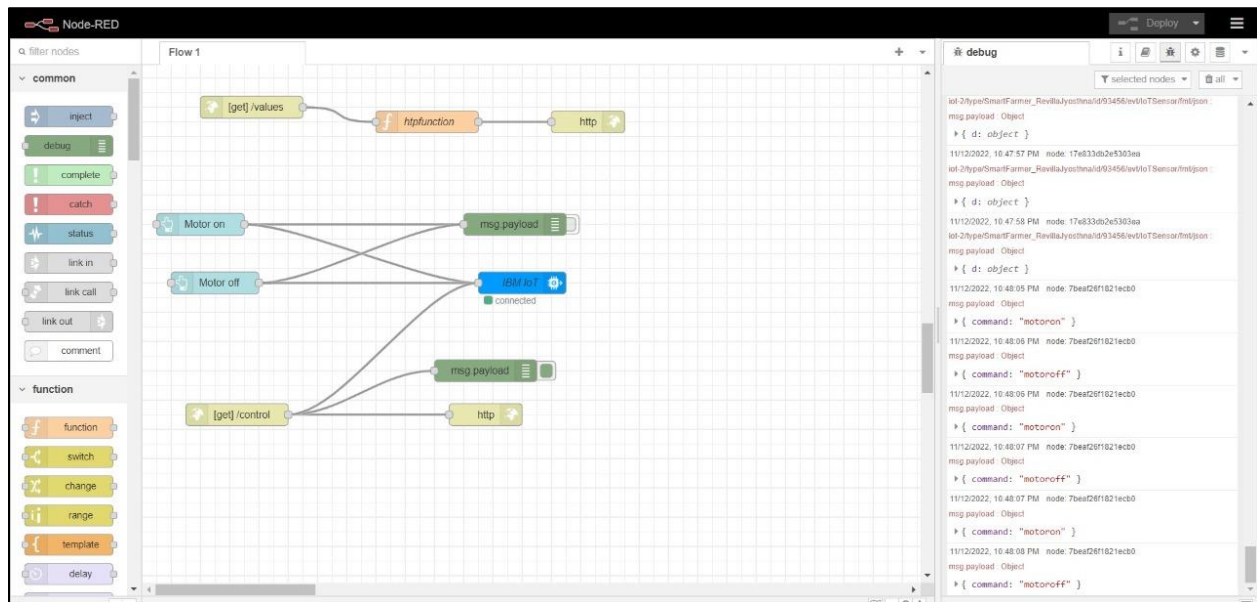 Node-RED
Deploy
filter nodes
common
inject
debug
complete
catch
status
link in
link call
link out
comment
function
function
switch
change
range
template
delay
Flow 1
[get] /values
httpfunction
http
Motor on
msg.payload
Motor off
IBM IoT
connected
msg.payload
[get] /control
http
debug
selected nodes
all
iot-2/type/SmartFarmer_RevillaJyosthna/id/93456/evt/IoTSensor/fmt/json :
msg.payload : Object
{ d: object }
11/12/2022, 10:47:57 PM node: 17e833db2e5303ea
iot-2/type/SmartFarmer_RevillaJyosthna/id/93456/evt/IoTSensor/fmt/json :
msg.payload : Object
{ d: object }
11/12/2022, 10:47:58 PM node: 17e833db2e5303ea
iot-2/type/SmartFarmer_RevillaJyosthna/id/93456/evt/IoTSensor/fmt/json :
msg.payload : Object
{ d: object }
11/12/2022, 10:48:05 PM node: 7beaf26f1821ecb0
msg.payload : Object
{ command: "motoron" }
11/12/2022, 10:48:06 PM node: 7beaf26f1821ecb0
msg.payload : Object
{ command: "motoroff" }
11/12/2022, 10:48:06 PM node: 7beaf26f1821ecb0
msg.payload : Object
{ command: "motoron" }
11/12/2022, 10:48:07 PM node: 7beaf26f1821ecb0
msg.payload : Object
{ command: "motoroff" }
11/12/2022, 10:48:07 PM node: 7beaf26f1821ecb0
msg.payload : Object
{ command: "motoron" }
11/12/2022, 10:48:08 PM node: 7beaf26f1821ecb0
msg.payload : Object
{ command: "motoroff" }